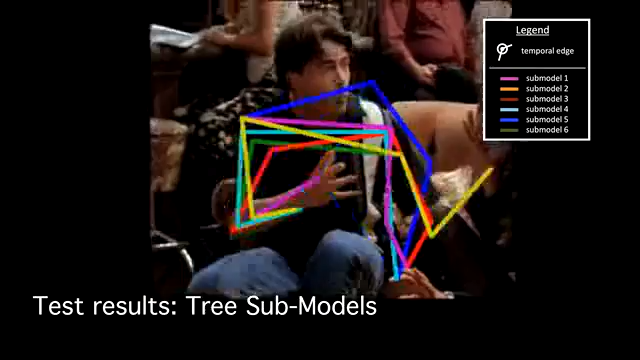 Legend
temporal edge
submodel 1
submodel 2
submodel 3
submodel 4
submodel 5
submodel 6
Test results: Tree Sub-Models